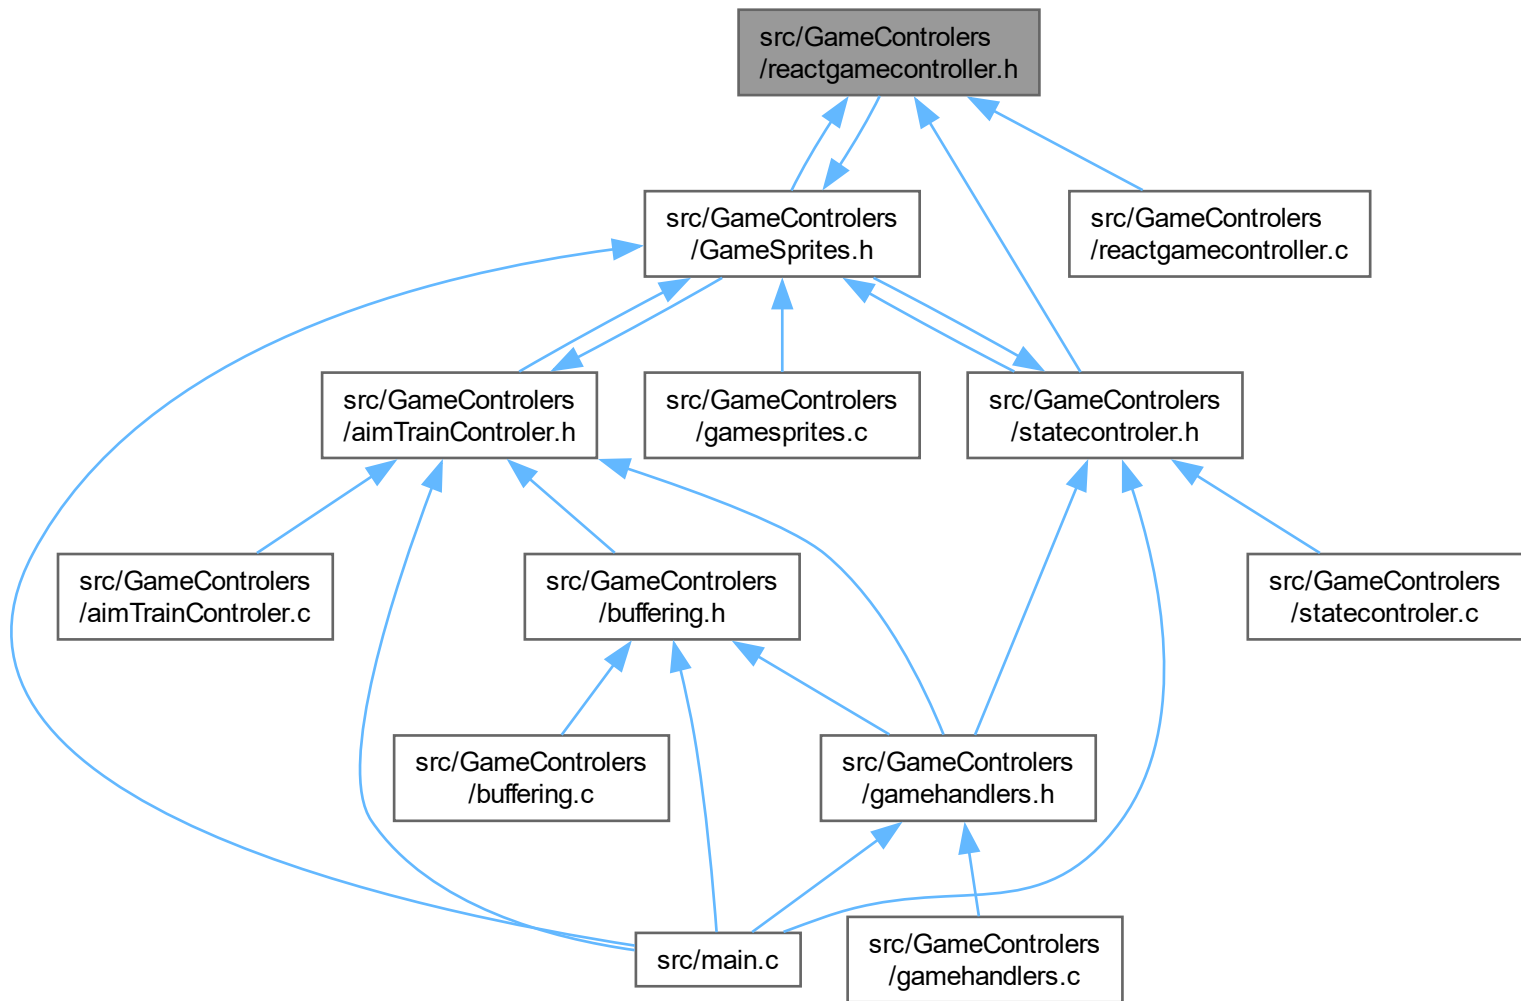 src/GameControlers
/reactgamecontroller.h
src/GameControlers
/GameSprites.h
src/GameControlers
/reactgamecontroller.c
src/GameControlers
/aimTrainControler.h
src/GameControlers
/gamesprites.c
src/GameControlers
/statecontroler.h
src/GameControlers
/aimTrainControler.c
src/GameControlers
/buffering.h
src/GameControlers
/statecontroler.c
src/GameControlers
/buffering.c
src/GameControlers
/gamehandlers.h
src/main.c
src/GameControlers
/gamehandlers.c